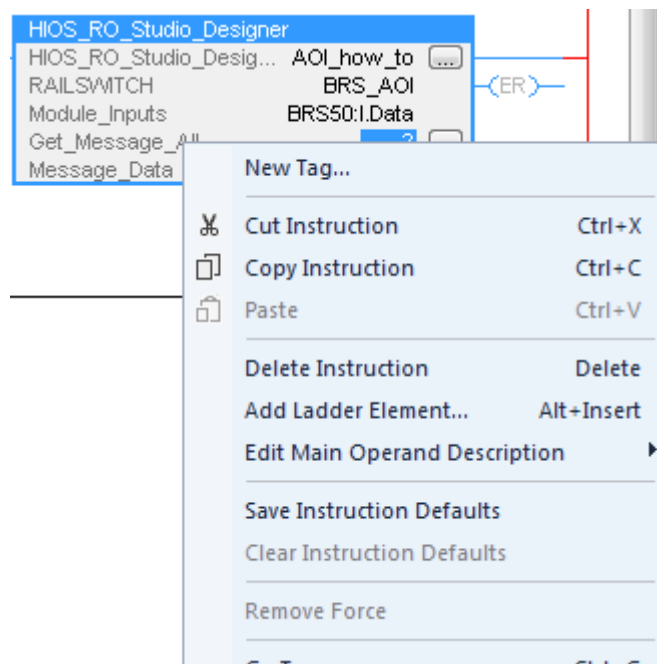 HIOS_RO_Studio_Designer
HIOS_RO_Studio_Desig... AOI_how_to ...
RAILSWITCH BRS_AOI ER
Module_Inputs BRS50:I.Data
Get_Message_All ?
Message_Data
New Tag...
Cut Instruction Ctrl+X
Copy Instruction Ctrl+C
Paste Ctrl+V
Delete Instruction Delete
Add Ladder Element... Alt+Insert
Edit Main Operand Description
Save Instruction Defaults
Clear Instruction Defaults
Remove Force